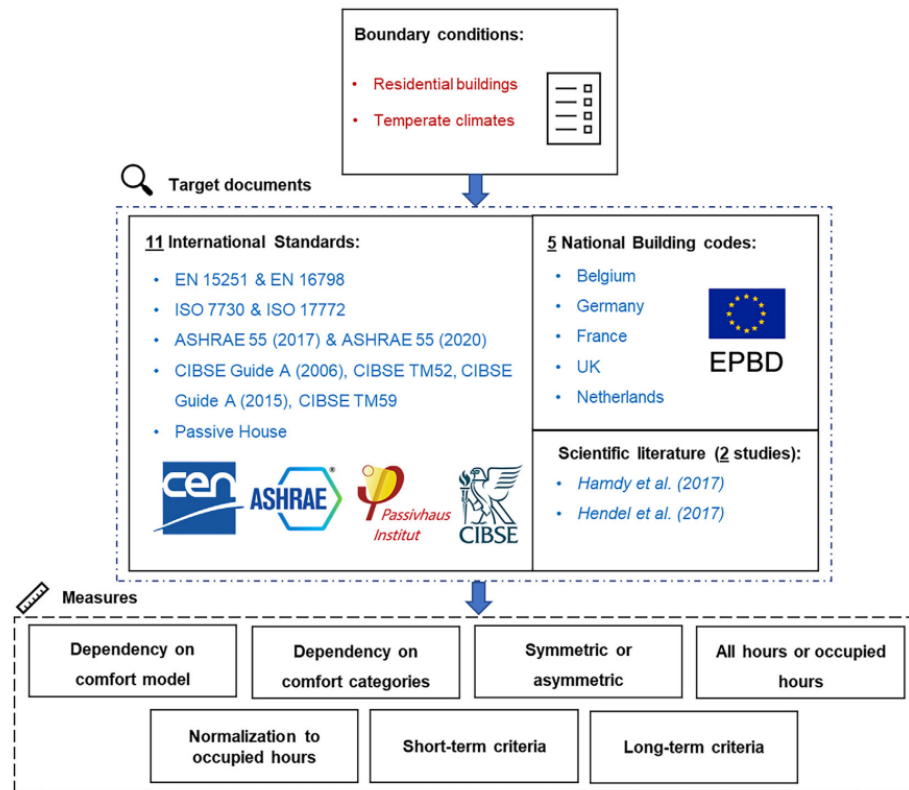 Boundary conditions:
• Residential buildings
• Temperate climates
Target documents
11 International Standards:
• EN 15251 & EN 16798
• ISO 7730 & ISO 17772
• ASHRAE 55 (2017) & ASHRAE 55 (2020)
• CIBSE Guide A (2006), CIBSE TM52, CIBSE
Guide A (2015), CIBSE TM59
• Passive House
cen
ASHRAE®
Passivhaus
Institut
CIBSE
5 National Building codes:
• Belgium
• Germany
• France
• UK
• Netherlands
EPBD
Scientific literature (2 studies):
• Hamdy et al. (2017)
• Hendel et al. (2017)
Measures
Dependency on
comfort model
Dependency on
comfort categories
Symmetric or
asymmetric
All hours or occupied
hours
Normalization to
occupied hours
Short-term criteria
Long-term criteria